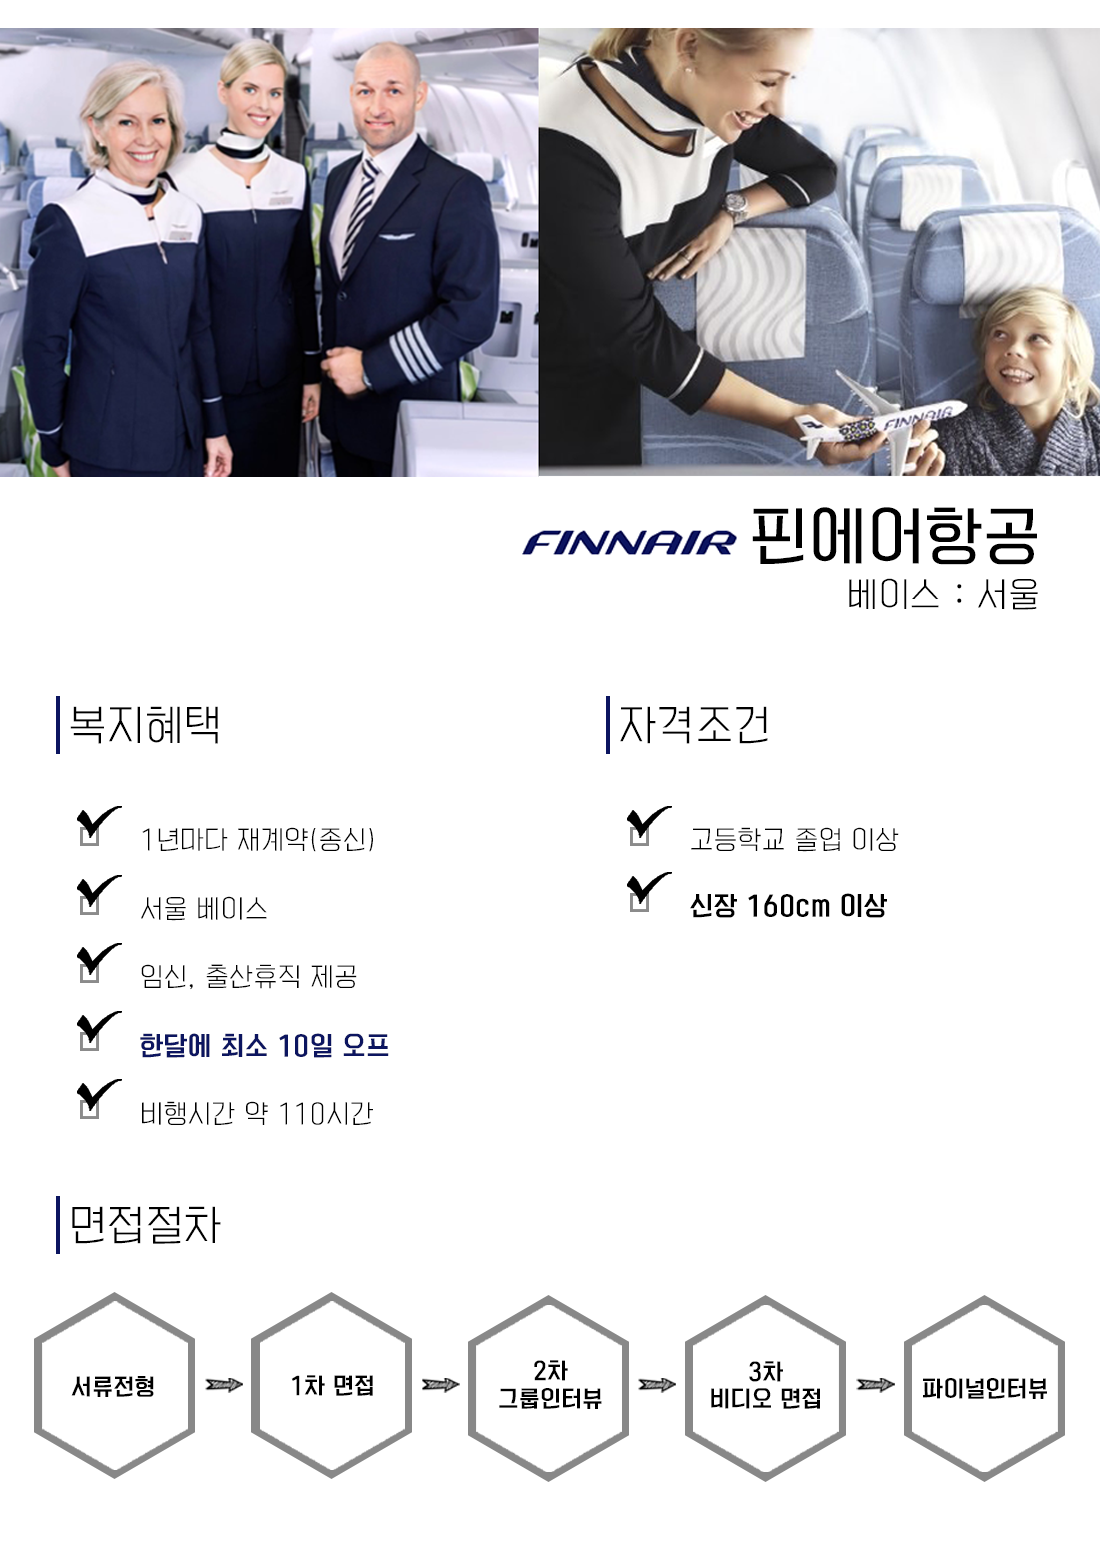 FINNAIR
FINNAIR 핀에어항공
베이스 : 서울
복지혜택
1년마다 재계약(종신)
서울 베이스
임신, 출산휴직 제공
한달에 최소 10일 오프
비행시간 약 110시간
자격조건
고등학교 졸업 이상
신장 160cm 이상
면접절차
서류전형
1차 면접
2차
그룹인터뷰
3차
비디오 면접
파이널인터뷰